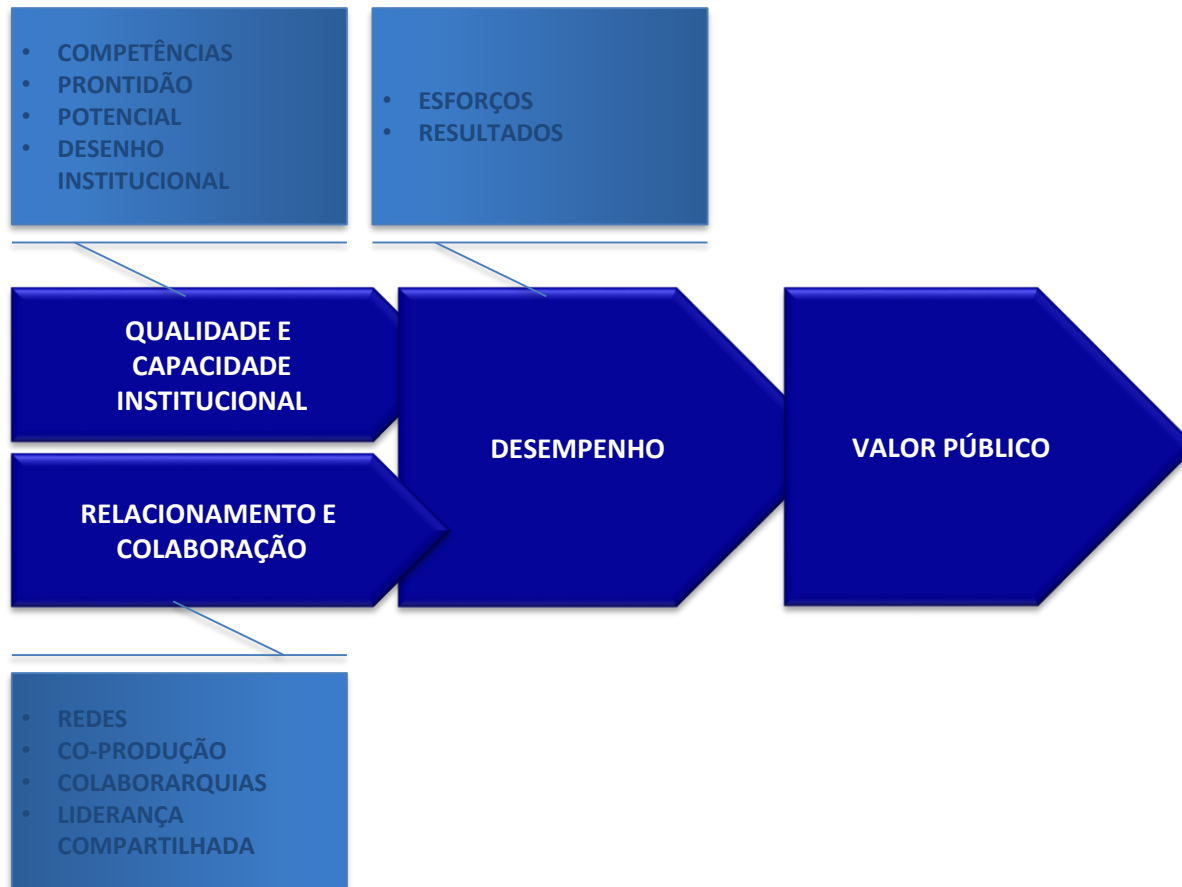 • COMPETÊNCIAS
• PRONTIDÃO
• POTENCIAL
• DESENHO
INSTITUCIONAL
• ESFORÇOS
• RESULTADOS
QUALIDADE E
CAPACIDADE
INSTITUCIONAL
RELACIONAMENTO E
COLABORAÇÃO
DESEMPENHO
VALOR PÚBLICO
• REDES
• CO-PRODUÇÃO
• COLABORARQUIAS
• LIDERANÇA
COMPARTILHADA